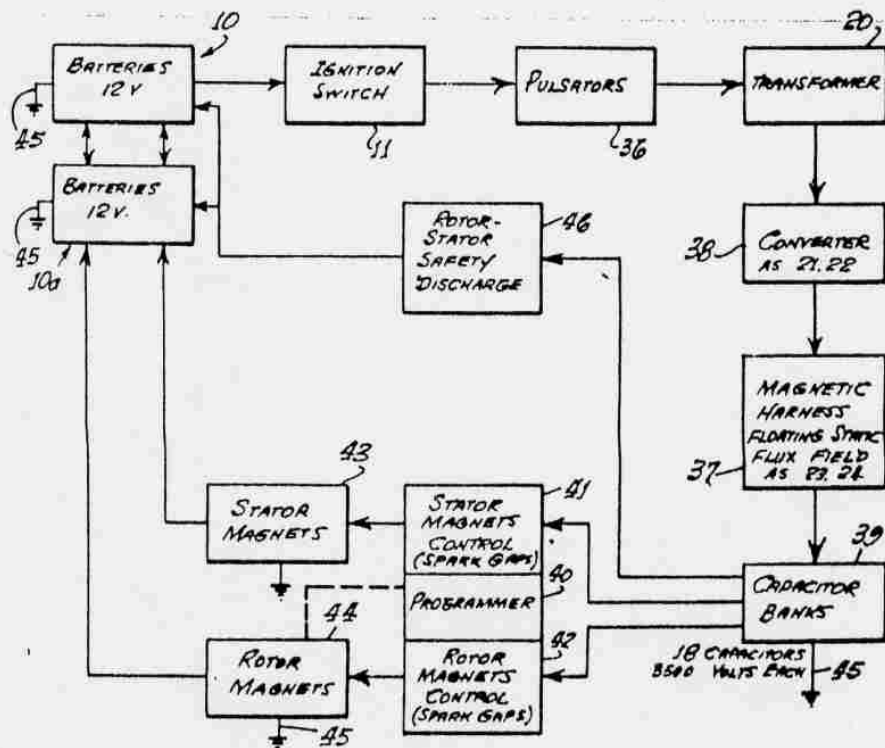 10
BATTERIES
12 V
45
IGNITION
SWITCH
11
PULSATORS
36
20
TRANSFORMER
BATTERIES
12 V.
45
10a
ROTOR-
STATOR
SAFETY
DISCHARGE
46
38
CONVERTER
AS 21.22
37
MAGNETIC
HARNESS
FLOATING STATIC
FLUX FIELD
AS 23.24
43
STATOR
MAGNETS
41
STATOR
MAGNETS
CONTROL
(SPARK GAPS)
40
PROGRAMMER
39
CAPACITOR
BANKS
18 CAPACITORS
3500 VOLTS EACH
45
44
ROTOR
MAGNETS
45
42
ROTOR
MAGNETS
CONTROL
(SPARK GAPS)